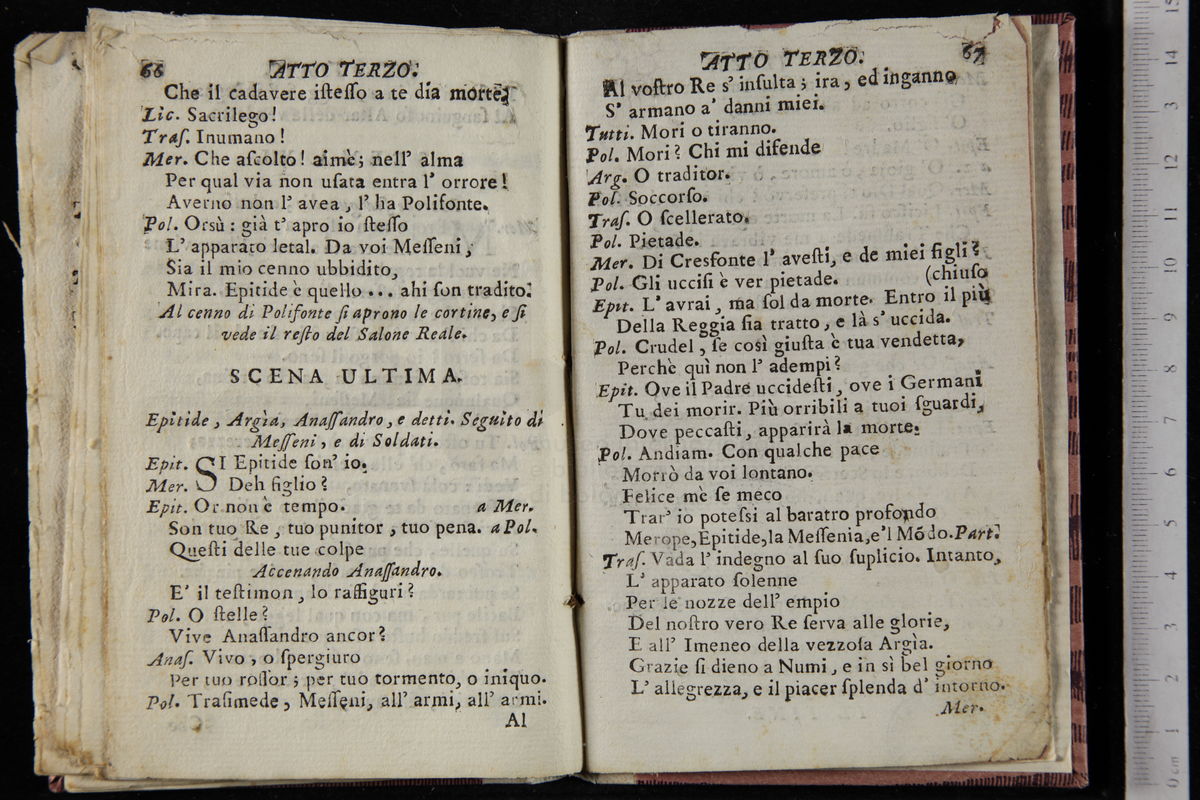 66 ATTO TERZO.
Che il cadavere iſteſſo a te dia morte.
Lic. Sacrilego!
Traſ. Inumano!
Mer. Che aſcolto! aimè; nell' alma
Per qual via non uſata entra l' orrore!
Averno non l' avea, l' ha Polifonte.
Pol. Orsù: già t' apro io ſteſſo
L' apparato letal. Da voi Meſſeni,
Sia il mio cenno ubbidito,
Mira. Epitide è quello ... ahi ſon tradito.
Al cenno di Polifonte ſi aprono le cortine, e ſi
vede il reſto del Salone Reale.
SCENA ULTIMA.
Epitide, Argìa, Anaſſandro, e detti. Seguito di
Meſſeni, e di Soldati.
Epit. SI Epitide ſon' io.
Mer. Deh figlio?
Epit. Or non è tempo. a Mer.
Son tuo Re, tuo punitor, tuo pena. a Pol.
Queſti delle tue colpe
Accenando Anaſſandro.
E' il teſtimon, lo raffiguri?
Pol. O ſtelle?
Vive Anaſſandro ancor?
Anaſ. Vivo, o ſpergiuro
Per tuo roſſor; per tuo tormento, o iniquo.
Pol. Traſimede, Meſſeni, all' armi, all' armi.
Al
ATTO TERZO. 67
Al voſtro Re s' inſulta; ira, ed inganno
S' armano a' danni miei.
Tutti. Mori o tiranno.
Pol. Mori? Chi mi difende
Arg. O traditor.
Pol. Soccorſo.
Traſ. O ſcellerato.
Pol. Pietade.
Mer. Di Cresfonte l' aveſti, e de miei figli?
Pol. Gli ucciſi è ver pietade. (chiuſo
Epit. L' avrai, ma ſol da morte. Entro il più
Della Reggia ſia tratto, e là s' uccida.
Pol. Crudel, ſe così giuſta è tua vendetta,
Perchè quì non l' adempi?
Epit. Ove il Padre uccideſti, ove i Germani
Tu dei morir. Più orribili a tuoi ſguardi,
Dove peccaſti, apparirà la morte.
Pol. Andiam. Con qualche pace
Morrò da voi lontano.
Felice mè ſe meco
Trar' io poteſsi al baratro profondo
Merope, Epitide, la Meſſenia, e'l Mõdo. Part.
Traſ. Vada l' indegno al ſuo ſuplicio. Intanto,
L' apparato ſolenne
Per le nozze dell' empio
Del noſtro vero Re ſerva alle glorie,
E all' Imeneo della vezzoſa Argìa.
Grazie ſi dieno a Numi, e in sì bel giorno
L' allegrezza, e il piacer ſplenda d' intorno.
Mer.